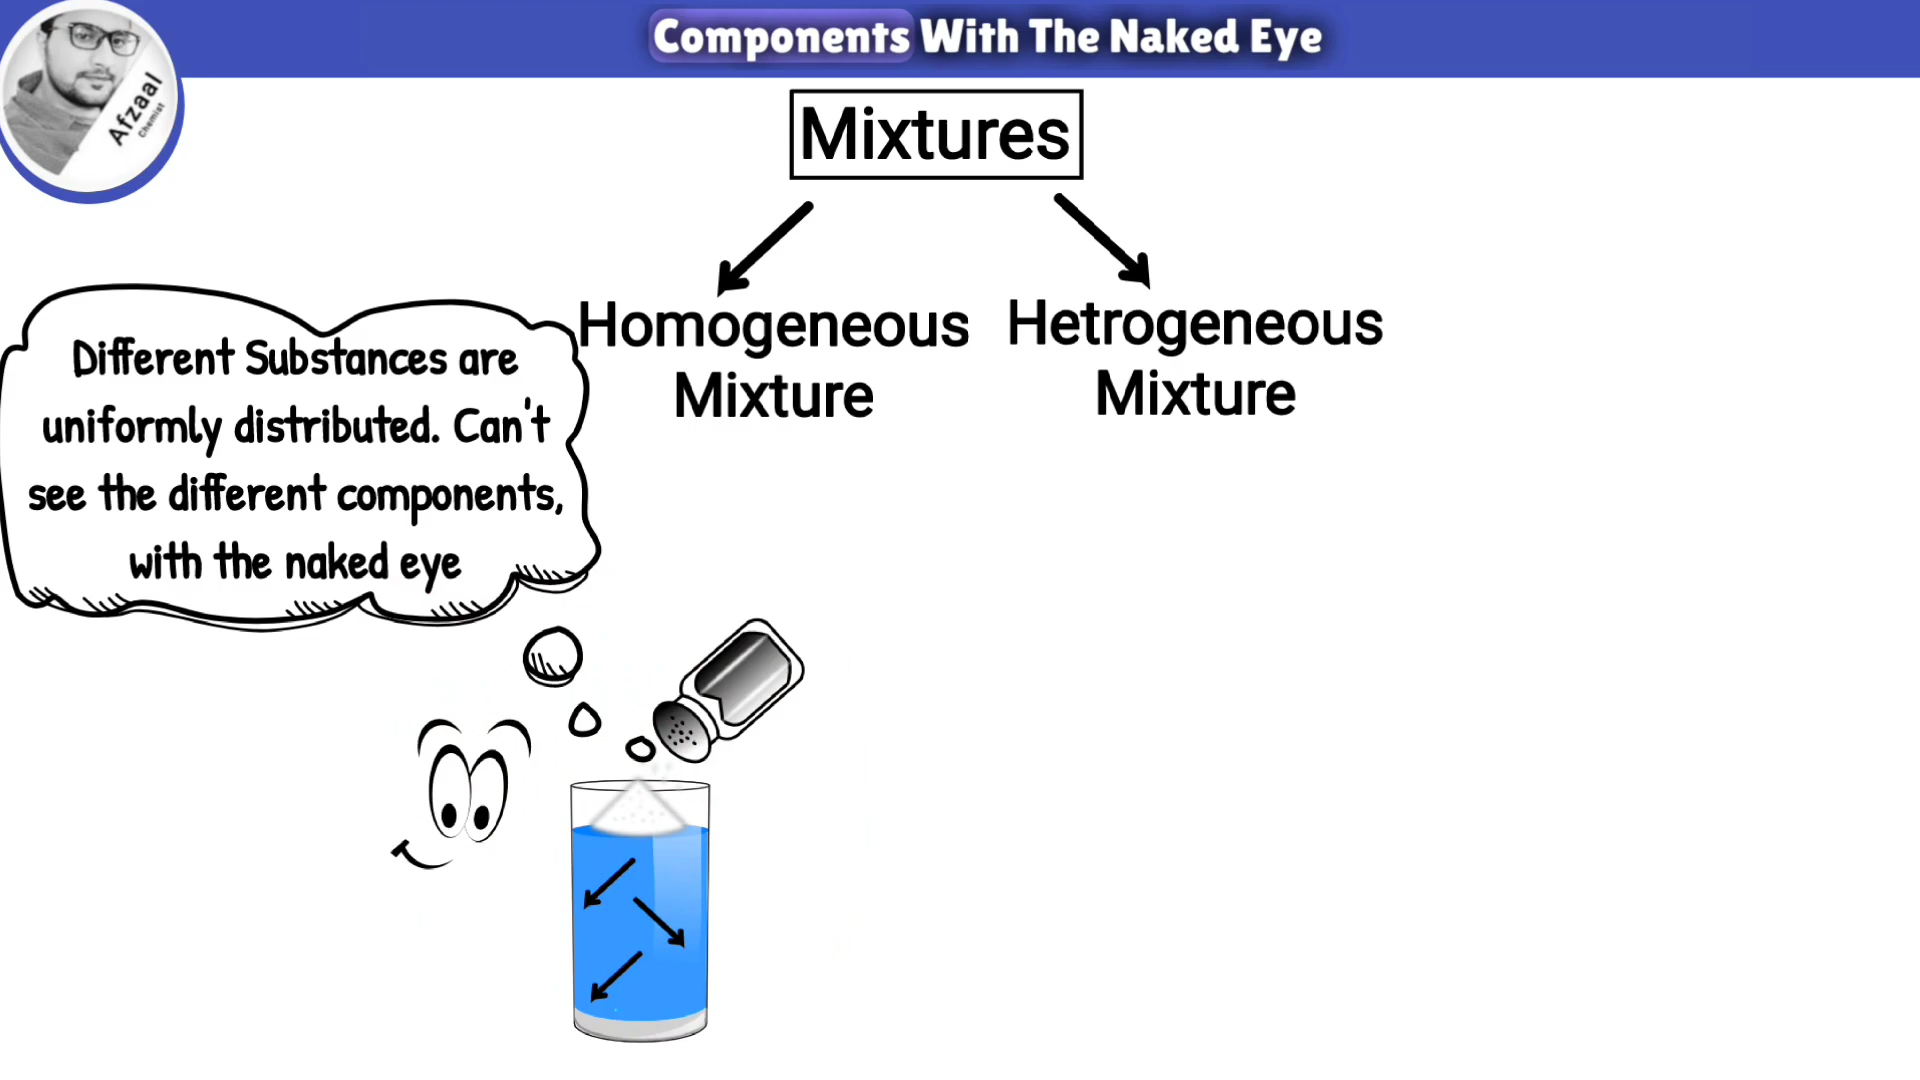 Components With The Naked Eye
Afzaal
Chemist
Mixtures
Homogeneous
Mixture
Hetrogeneous
Mixture
Different Substances are
uniformly distributed. Can't
see the different components,
with the naked eye